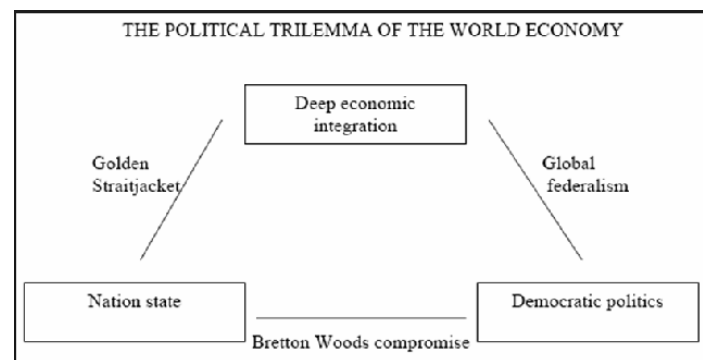 THE POLITICAL TRILEMMA OF THE WORLD ECONOMY
Deep economic
integration
Golden
Straitjacket
Global
federalism
Nation state
Democratic politics
Bretton Woods compromise